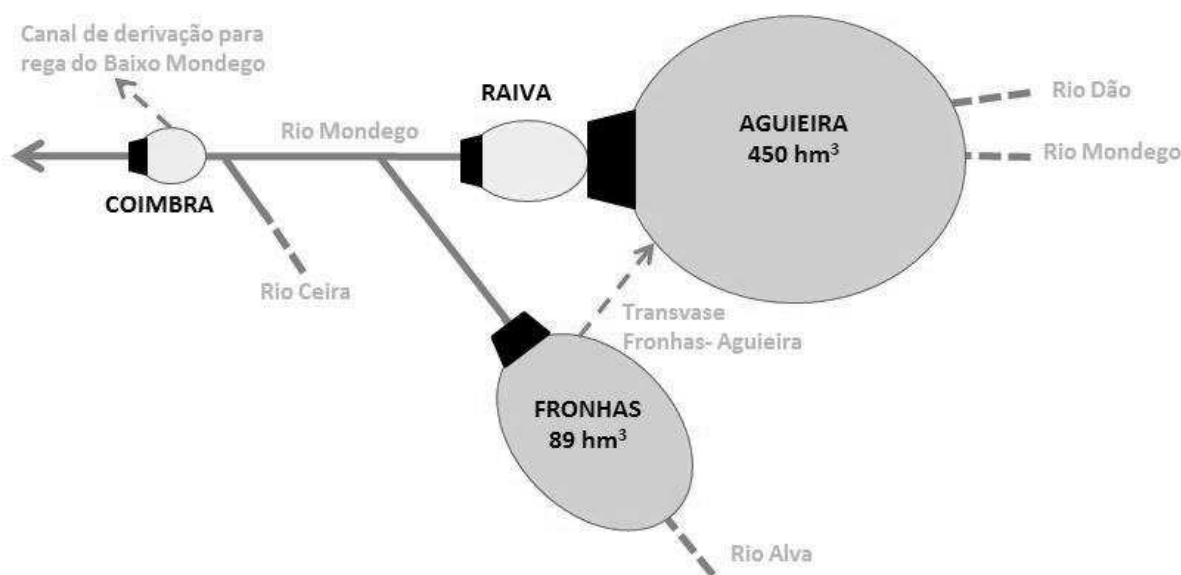 Canal de derivação para
rega do Baixo Mondego
RAIVA
Rio Dão
AGUIEIRA
450 hm³
Rio Mondego
Rio Mondego
COIMBRA
Rio Ceira
Transvase
Fronhas- Aguieira
FRONHAS
89 hm³
Rio Alva